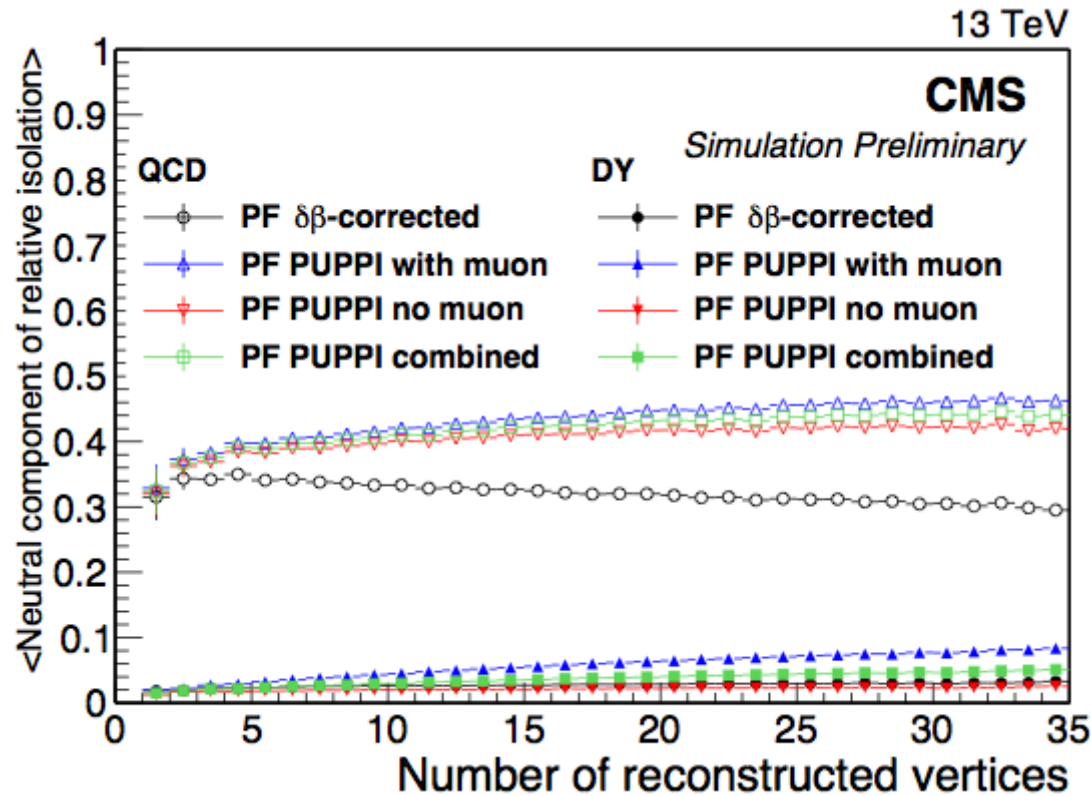 13 TeV
CMS
Simulation Preliminary
QCD
PF δβ-corrected
PF PUPPI with muon
PF PUPPI no muon
PF PUPPI combined
DY
PF δβ-corrected
PF PUPPI with muon
PF PUPPI no muon
PF PUPPI combined
<Neutral component of relative isolation>
1
0.9
0.8
0.7
0.6
0.5
0.4
0.3
0.2
0.1
0
0 5 10 15 20 25 30 35
Number of reconstructed vertices